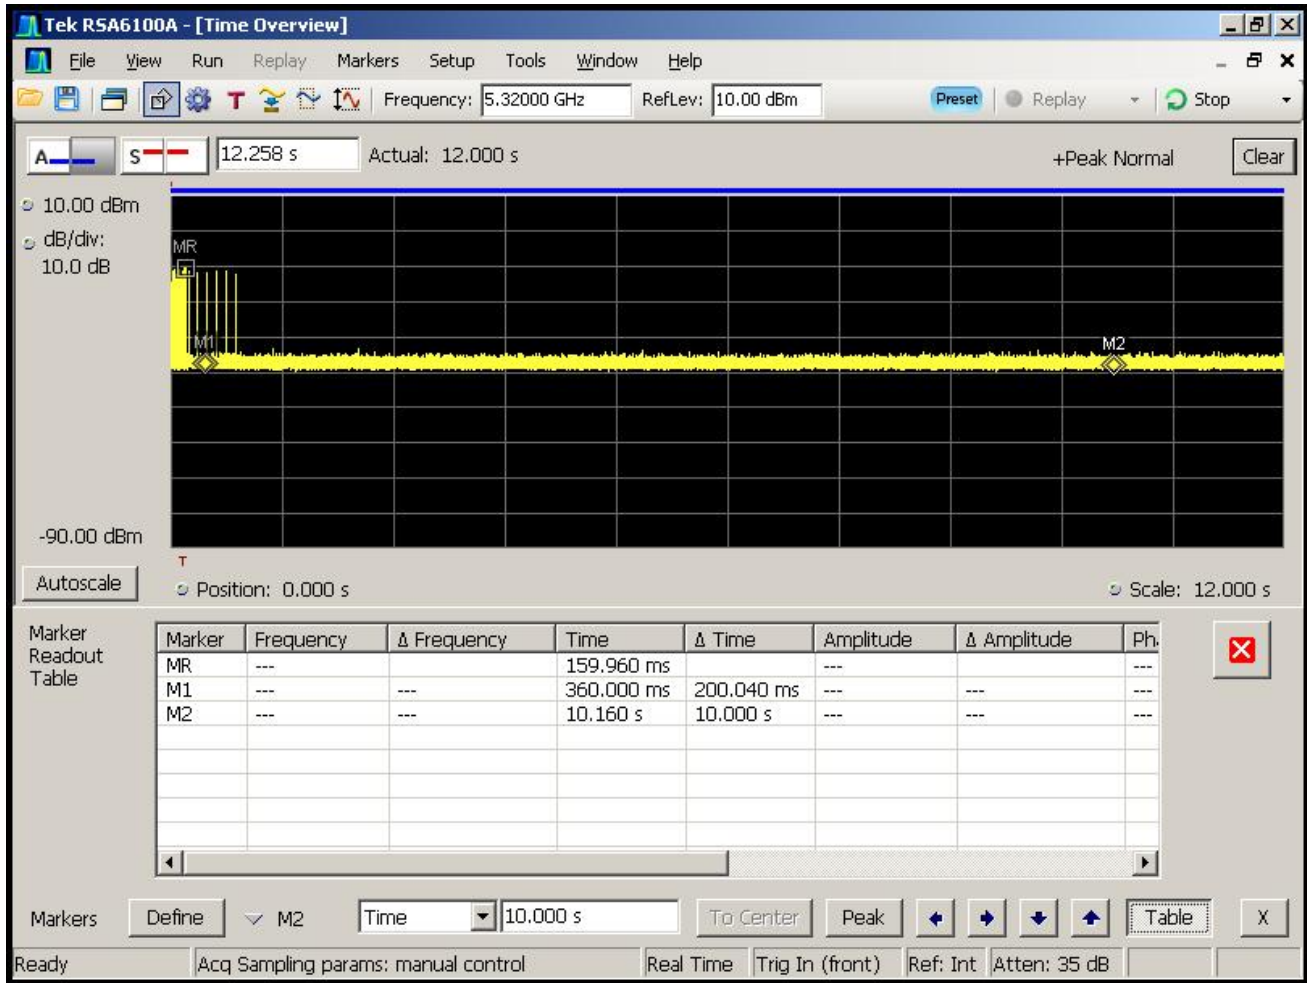 Tek RSA6100A - [Time Overview]
File View Run Replay Markers Setup Tools Window Help
T Frequency: 5.32000 GHz RefLev: 10.00 dBm Preset Replay Stop
A S 12.258 s Actual: 12.000 s +Peak Normal Clear
10.00 dBm
dB/div:
10.0 dB
MR
M1
M2
-90.00 dBm
T
Autoscale Position: 0.000 s Scale: 12.000 s
Marker Readout Table
Marker Frequency Δ Frequency Time Δ Time Amplitude Δ Amplitude Ph
MR --- 159.960 ms --- ---
M1 --- --- 360.000 ms 200.040 ms --- --- ---
M2 --- --- 10.160 s 10.000 s --- --- ---
Markers Define M2 Time 10.000 s To Center Peak Table X
Ready Acq Sampling params: manual control Real Time Trig In (front) Ref: Int Atten: 35 dB